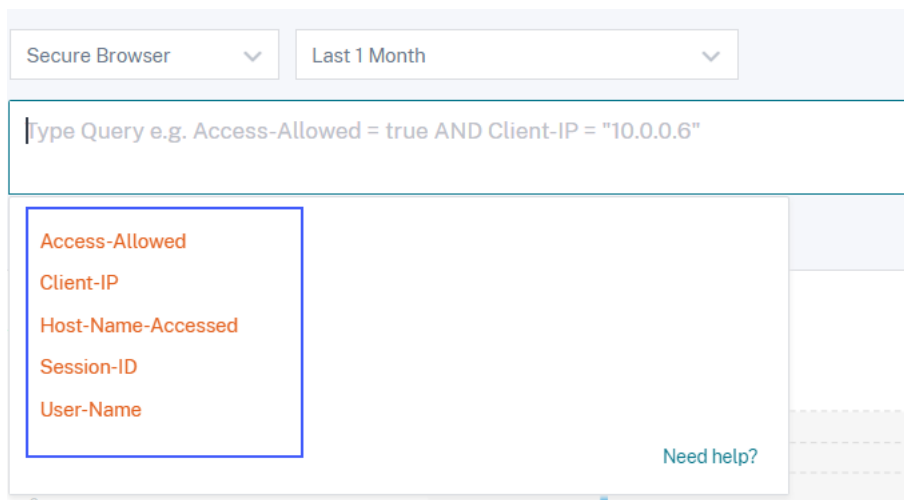 Secure Browser
Last 1 Month
Type Query e.g. Access-Allowed = true AND Client-IP = "10.0.0.6"
Access-Allowed
Client-IP
Host-Name-Accessed
Session-ID
User-Name
Need help?